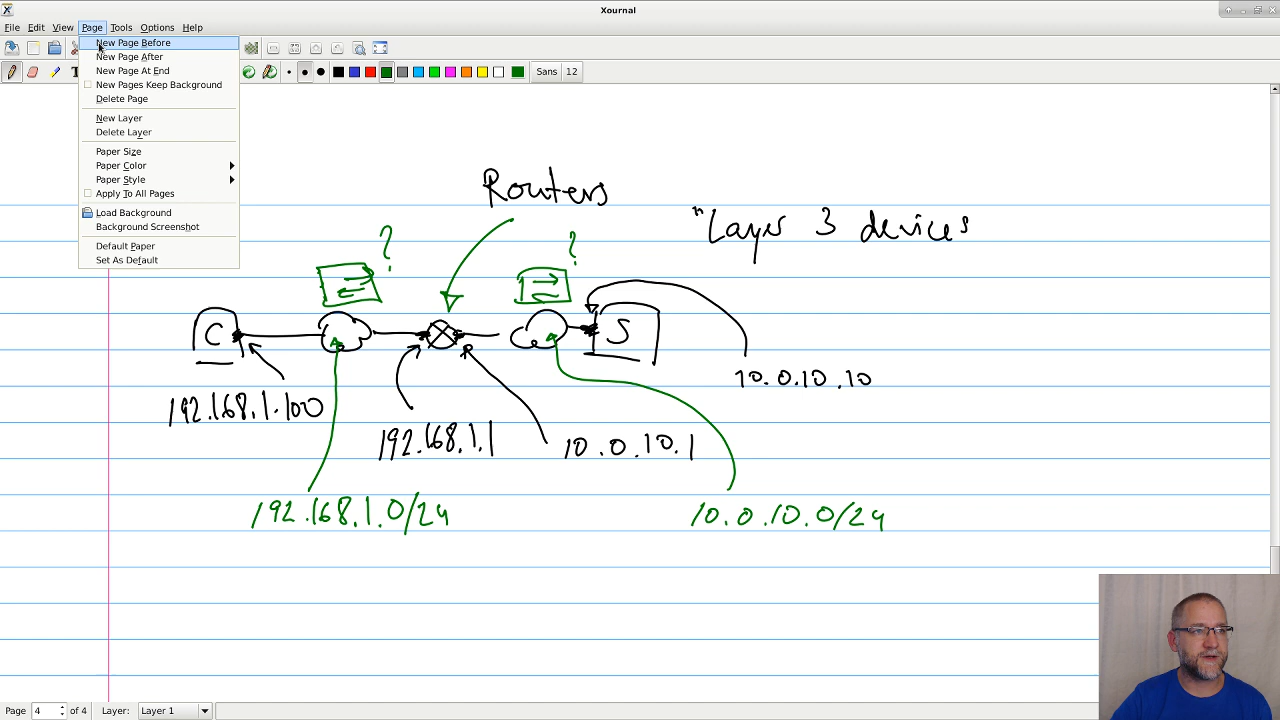 Xournal
File Edit View Page Tools Options Help
New Page Before
New Page After
New Page At End
New Pages Keep Background
Delete Page
New Layer
Delete Layer
Paper Size
Paper Color
Paper Style
Apply To All Pages
Load Background
Background Screenshot
Default Paper
Set As Default
T
Sans 12
Routers
"Layer 3 devices
? ?
C S
10.0.10.10
192.168.1.100
192.168.1.1 10.0.10.1
192.168.1.0/24 10.0.10.0/24
Page 4 of 4 Layer: Layer 1